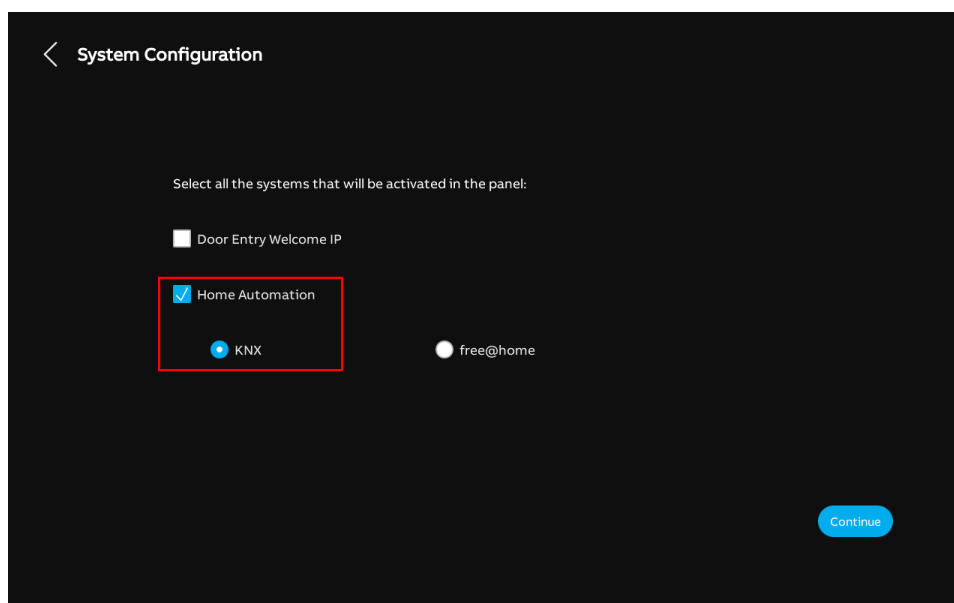 System Configuration
Select all the systems that will be activated in the panel:
Door Entry Welcome IP
Home Automation
KNX
free@home
Continue